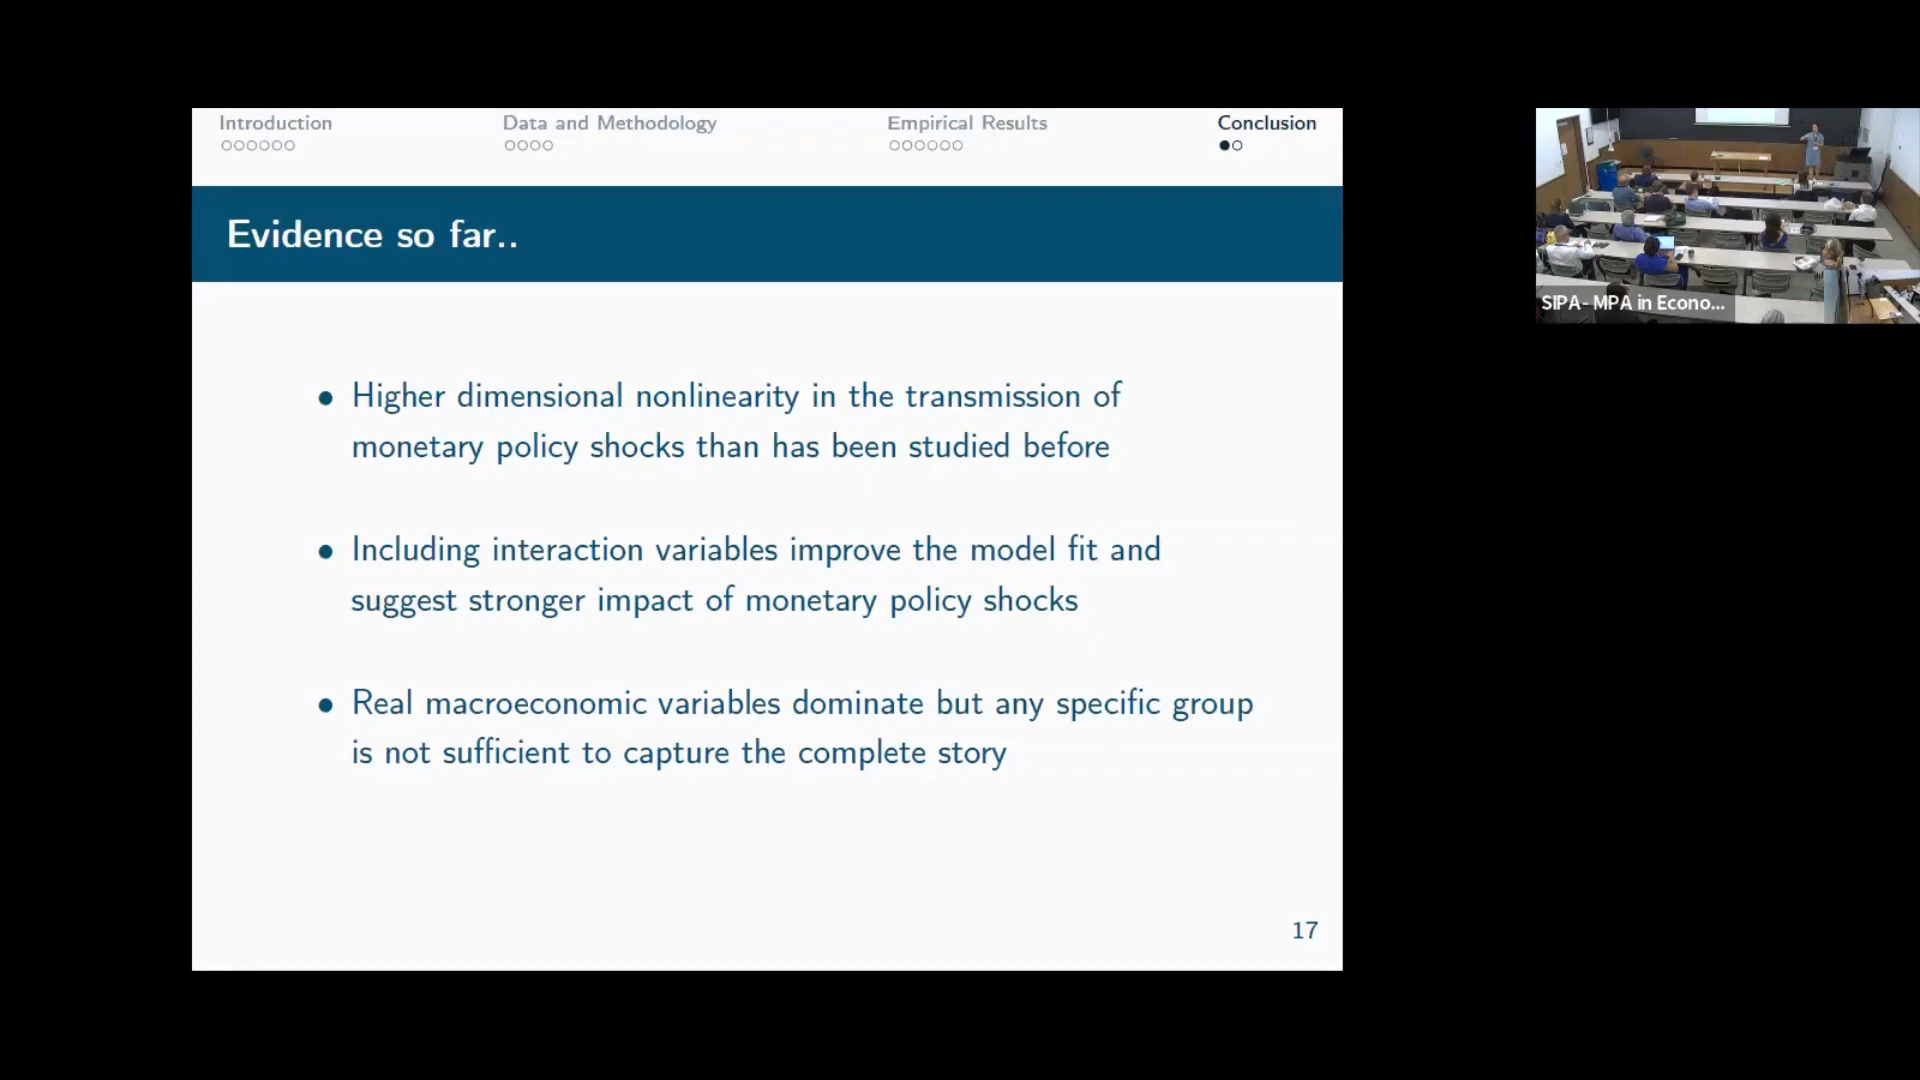 Introduction
Data and Methodology
Empirical Results
Conclusion
Evidence so far..
• Higher dimensional nonlinearity in the transmission of
monetary policy shocks than has been studied before
• Including interaction variables improve the model fit and
suggest stronger impact of monetary policy shocks
• Real macroeconomic variables dominate but any specific group
is not sufficient to capture the complete story
17
SIPA- MPA in Econo...